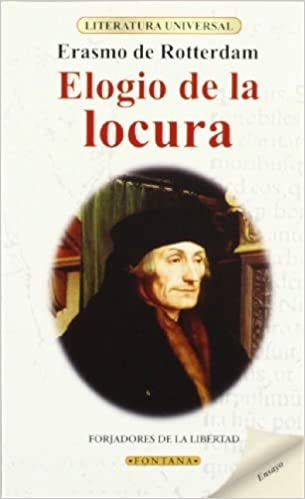 LITERATURA UNIVERSAL
Erasmo de Rotterdam
Elogio de la
locura
FORJADORES DE LA LIBERTAD
•FONTANA•
Ensayo